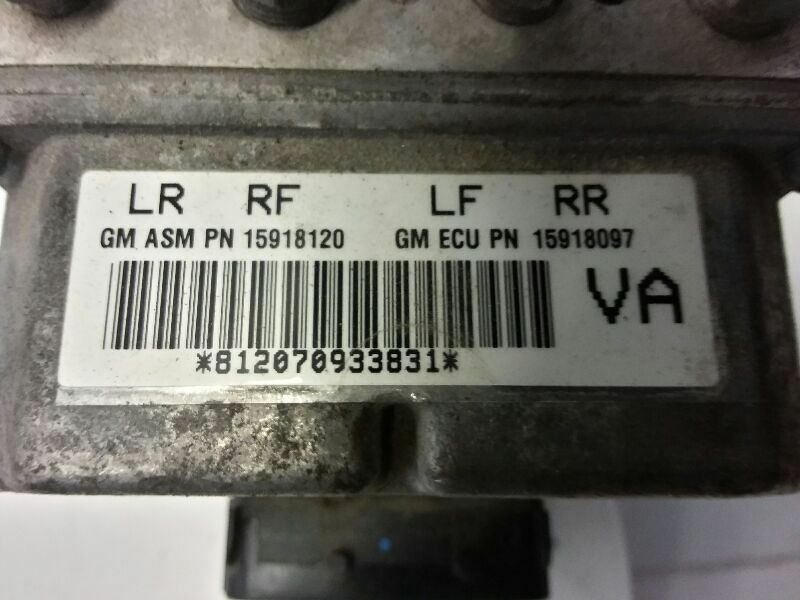 LR RF LF RR
GM ASM PN 15918120 GM ECU PN 15918097
VA
*812070933831*